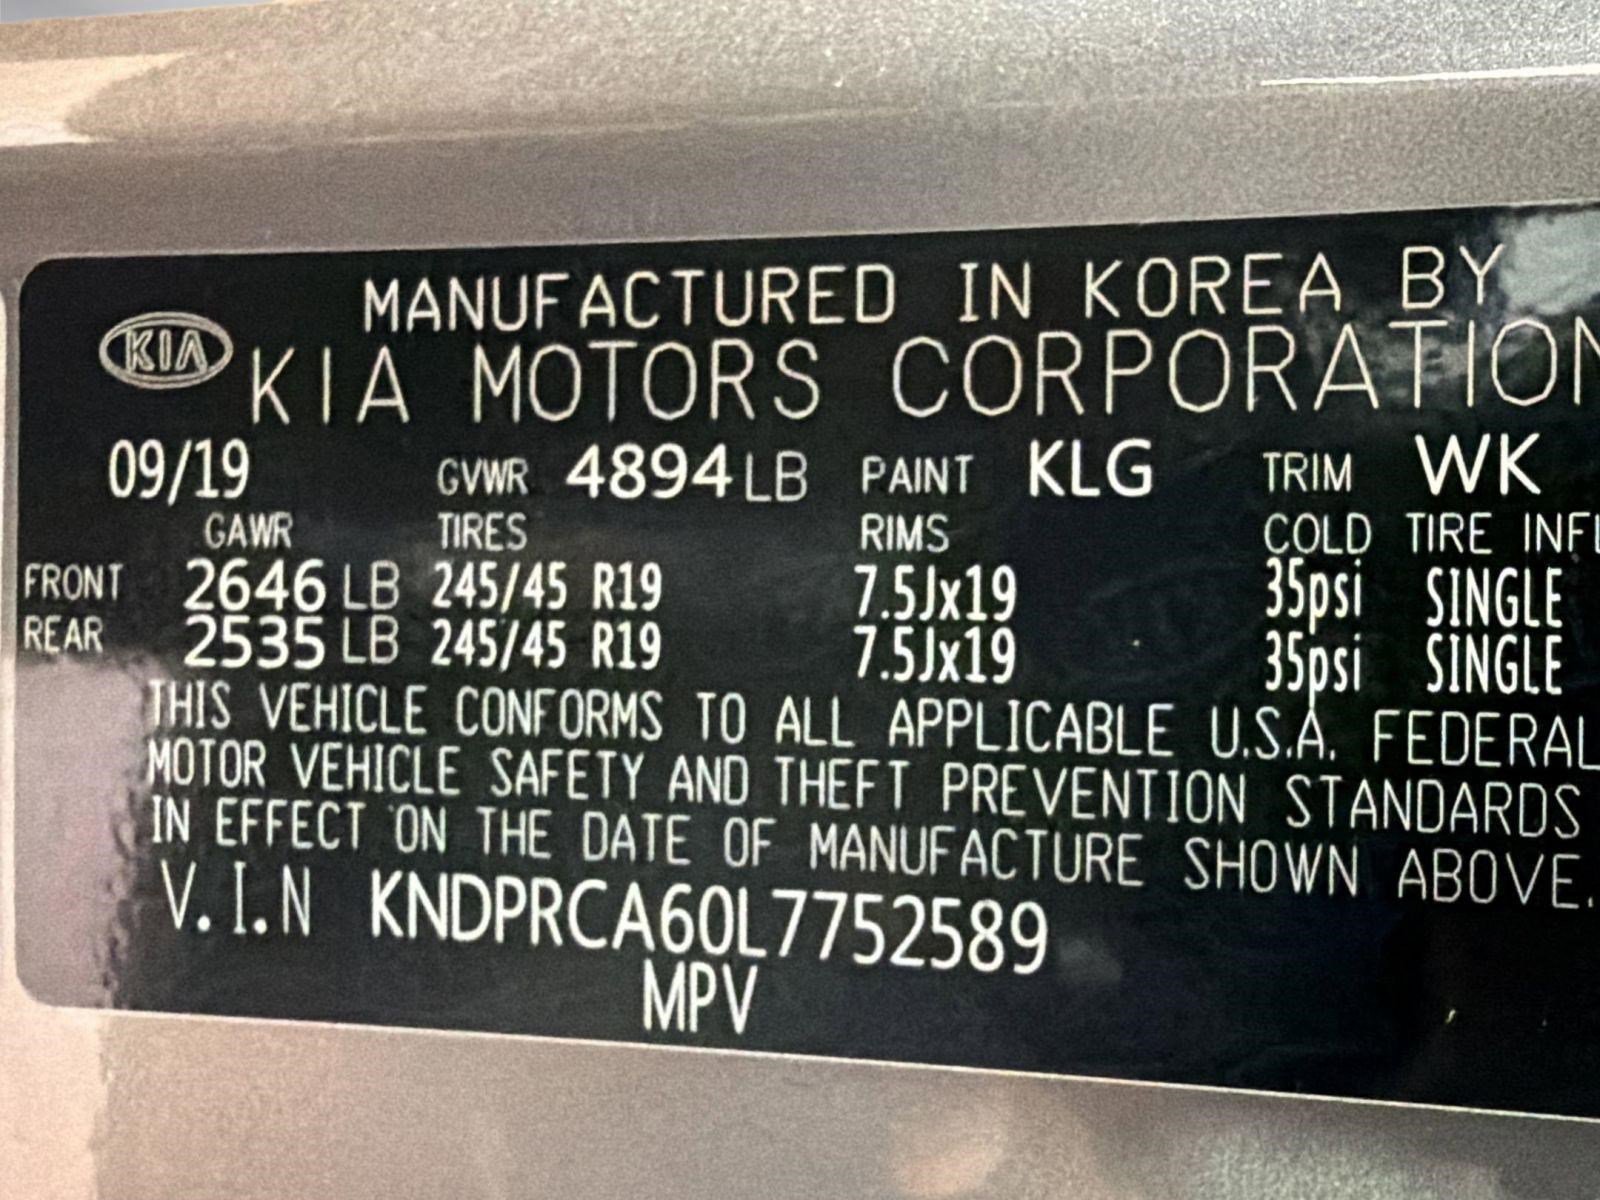 MANUFACTURED IN KOREA BY
KIA KIA MOTORS CORPORATION
09/19 GVWR 4894 LB PAINT KLG TRIM WK
GAWR TIRES RIMS COLD TIRE INFL
FRONT 2646 LB 245/45 R19 7.5Jx19 35psi SINGLE
REAR 2535 LB 245/45 R19 7.5Jx19 35psi SINGLE
THIS VEHICLE CONFORMS TO ALL APPLICABLE U.S.A. FEDERAL
MOTOR VEHICLE SAFETY AND THEFT PREVENTION STANDARDS
IN EFFECT ON THE DATE OF MANUFACTURE SHOWN ABOVE.
V.I.N KNDPRCA60L7752589
MPV